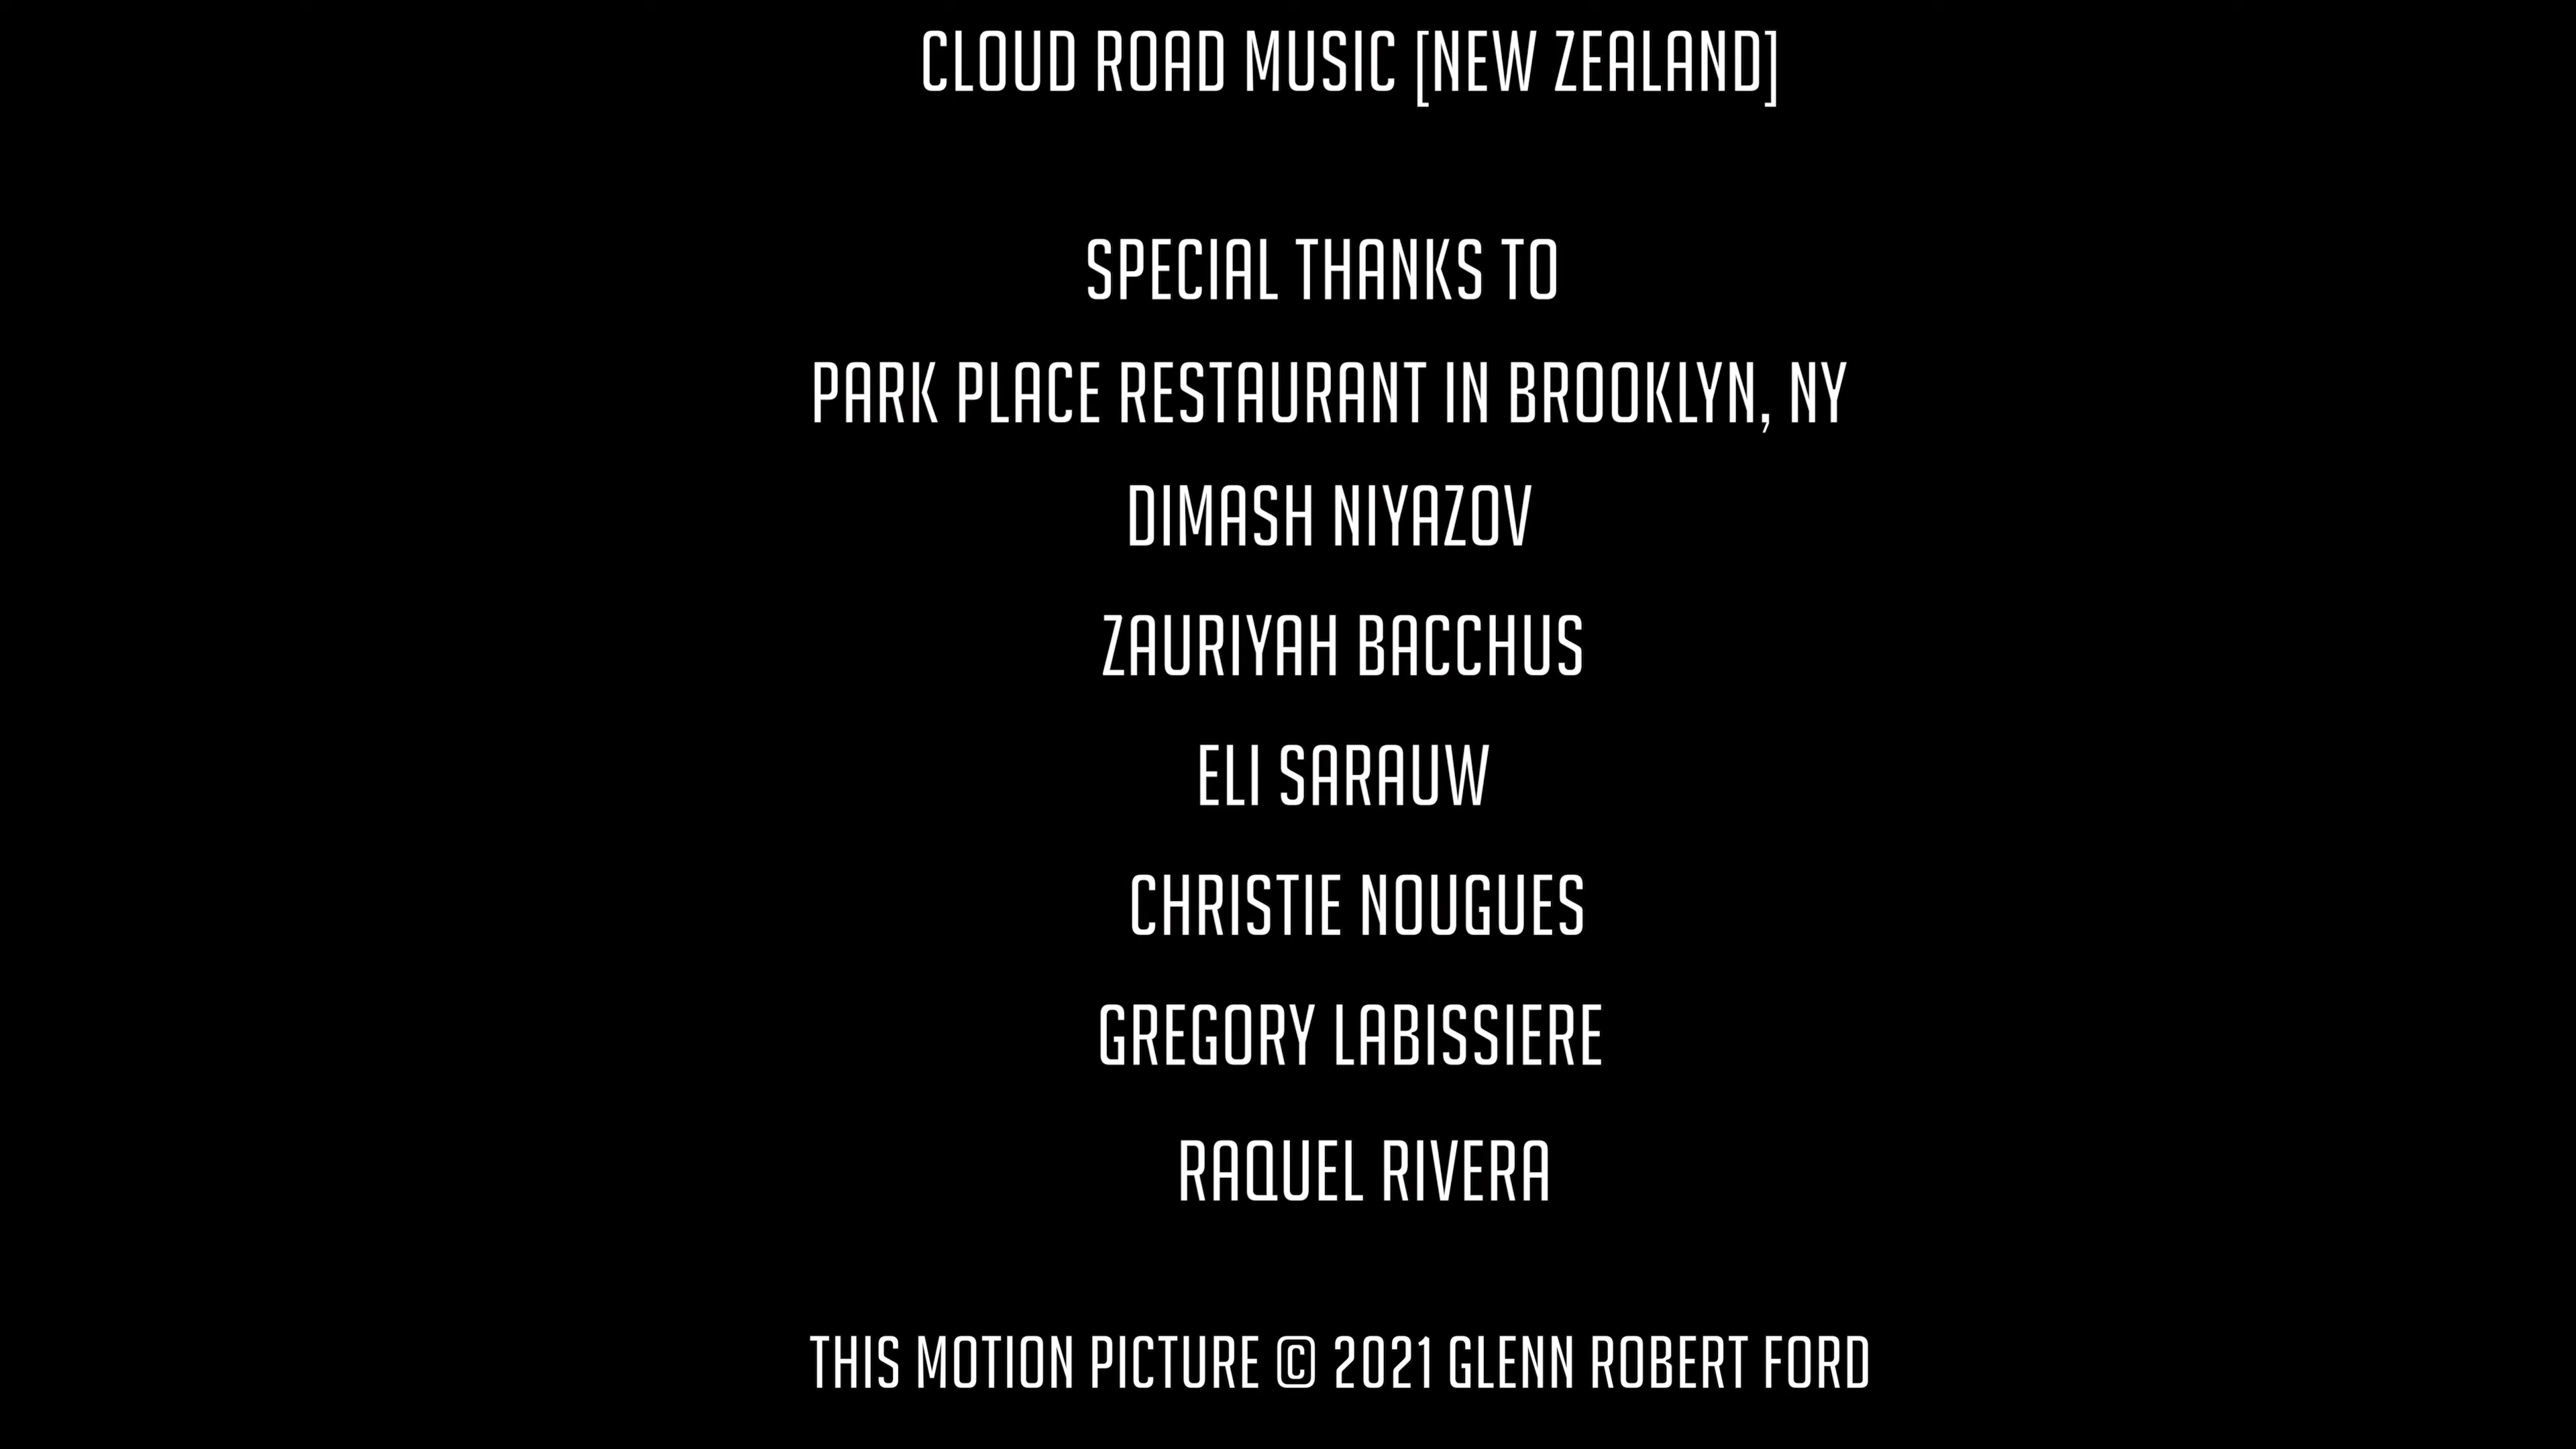 CLOUD ROAD MUSIC [NEW ZEALAND]
SPECIAL THANKS TO
PARK PLACE RESTAURANT IN BROOKLYN, NY
DIMASH NIYAZOV
ZAURIYAH BACCHUS
ELI SARAUW
CHRISTIE NOUGUES
GREGORY LABISSIERE
RAQUEL RIVERA
THIS MOTION PICTURE © 2021 GLENN ROBERT FORD